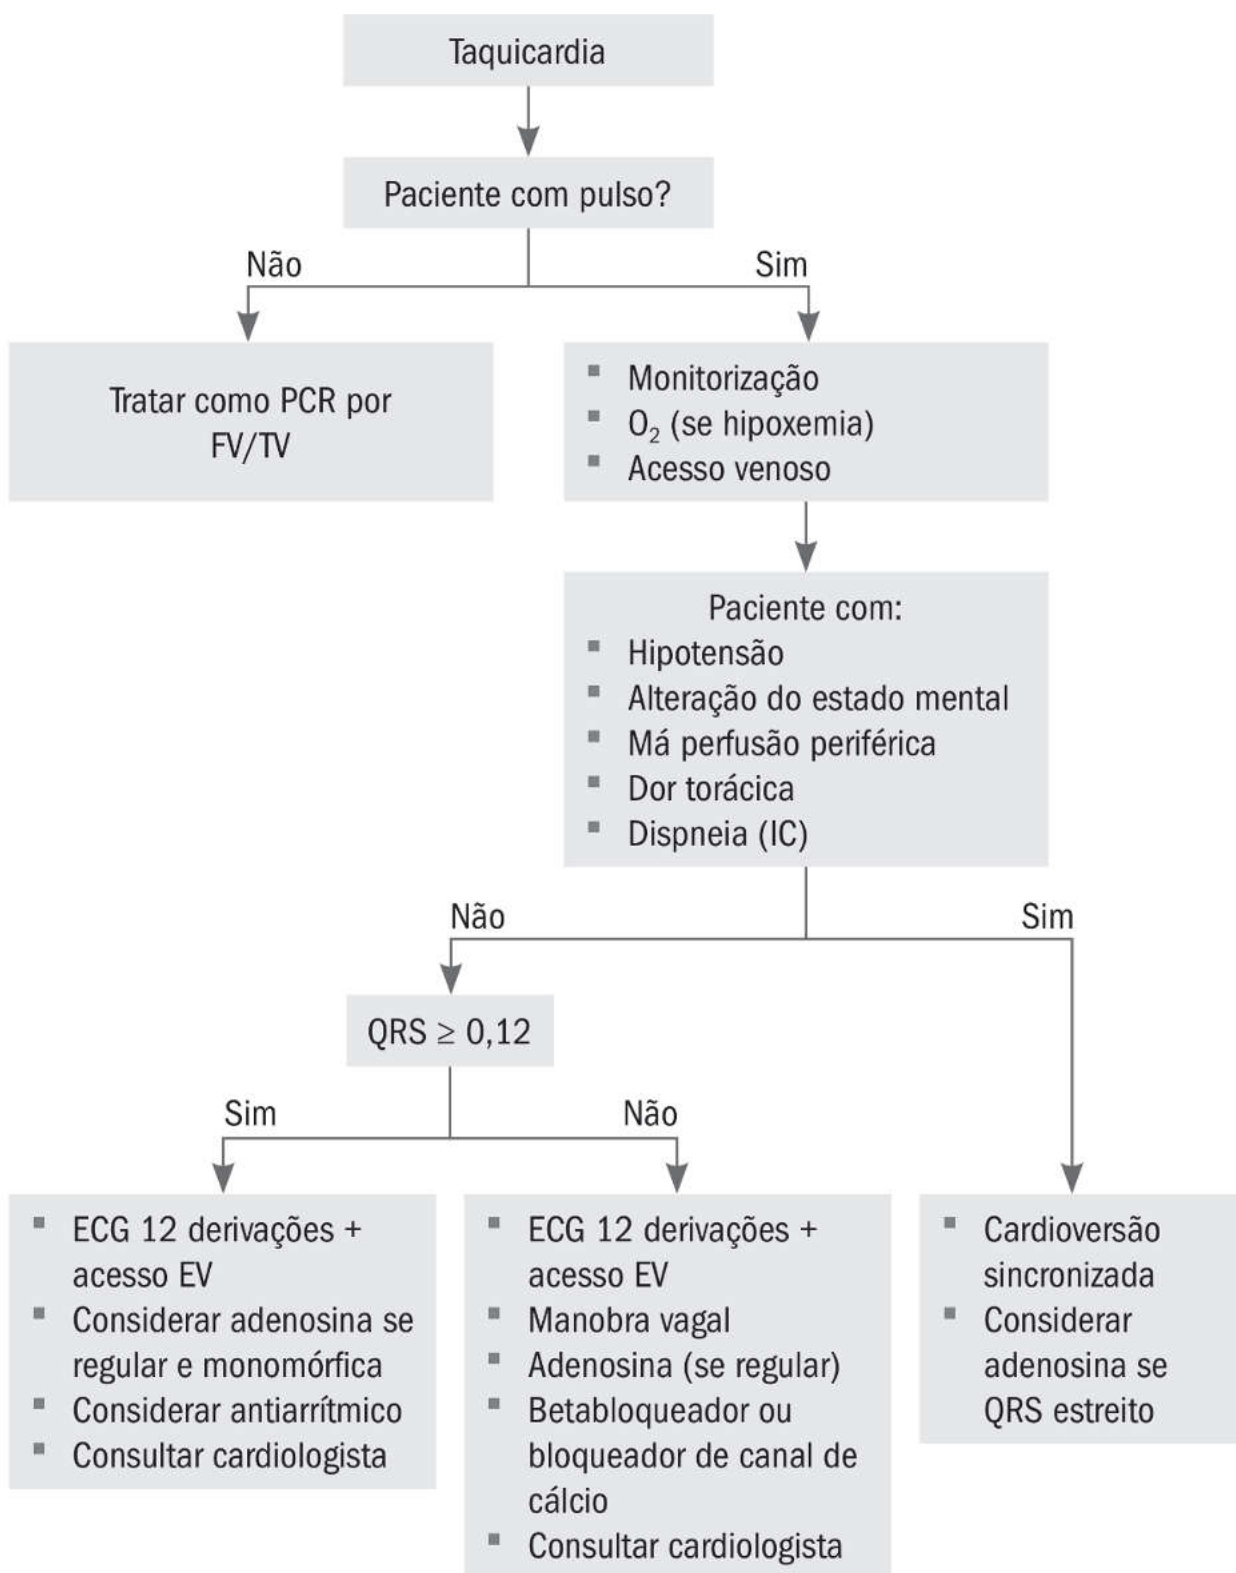 Taquicardia
Paciente com pulso?
Não
Sim
Tratar como PCR por
FV/TV
▪ Monitorização
▪ O₂ (se hipoxemia)
▪ Acesso venoso
Paciente com:
▪ Hipotensão
▪ Alteração do estado mental
▪ Má perfusão periférica
▪ Dor torácica
▪ Dispneia (IC)
Não
Sim
QRS ≥ 0,12
Sim
Não
▪ ECG 12 derivações +
acesso EV
▪ Considerar adenosina se
regular e monomórfica
▪ Considerar antiarrítmico
▪ Consultar cardiologista
▪ ECG 12 derivações +
acesso EV
▪ Manobra vagal
▪ Adenosina (se regular)
▪ Betabloqueador ou
bloqueador de canal de
cálcio
▪ Consultar cardiologista
▪ Cardioversão
sincronizada
▪ Considerar
adenosina se
QRS estreito